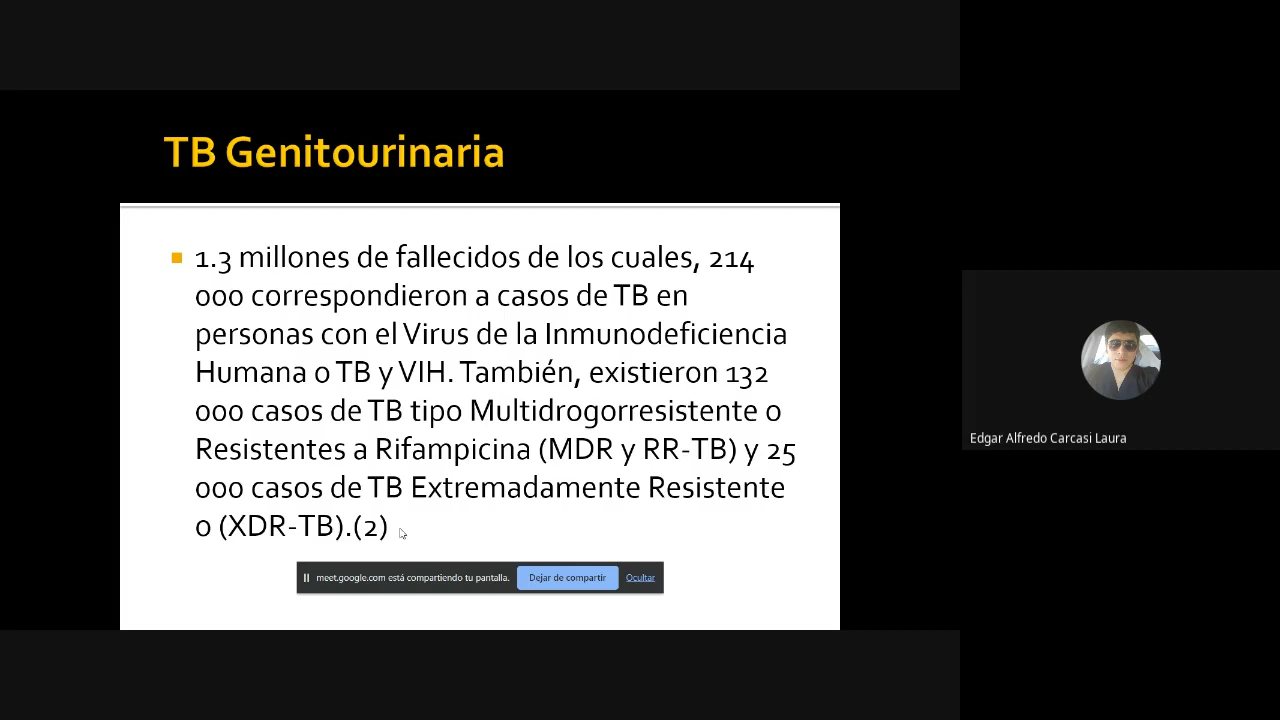 TB Genitourinaria
1.3 millones de fallecidos de los cuales, 214
000 correspondieron a casos de TB en
personas con el Virus de la Inmunodeficiencia
Humana o TB y VIH. También, existieron 132
000 casos de TB tipo Multidrogorresistente o
Resistentes a Rifampicina (MDR y RR-TB) y 25
000 casos de TB Extremadamente Resistente
o (XDR-TB).(2)
meet.google.com está compartiendo tu pantalla. Dejar de compartir Ocultar
Edgar Alfredo Carcasi Laura